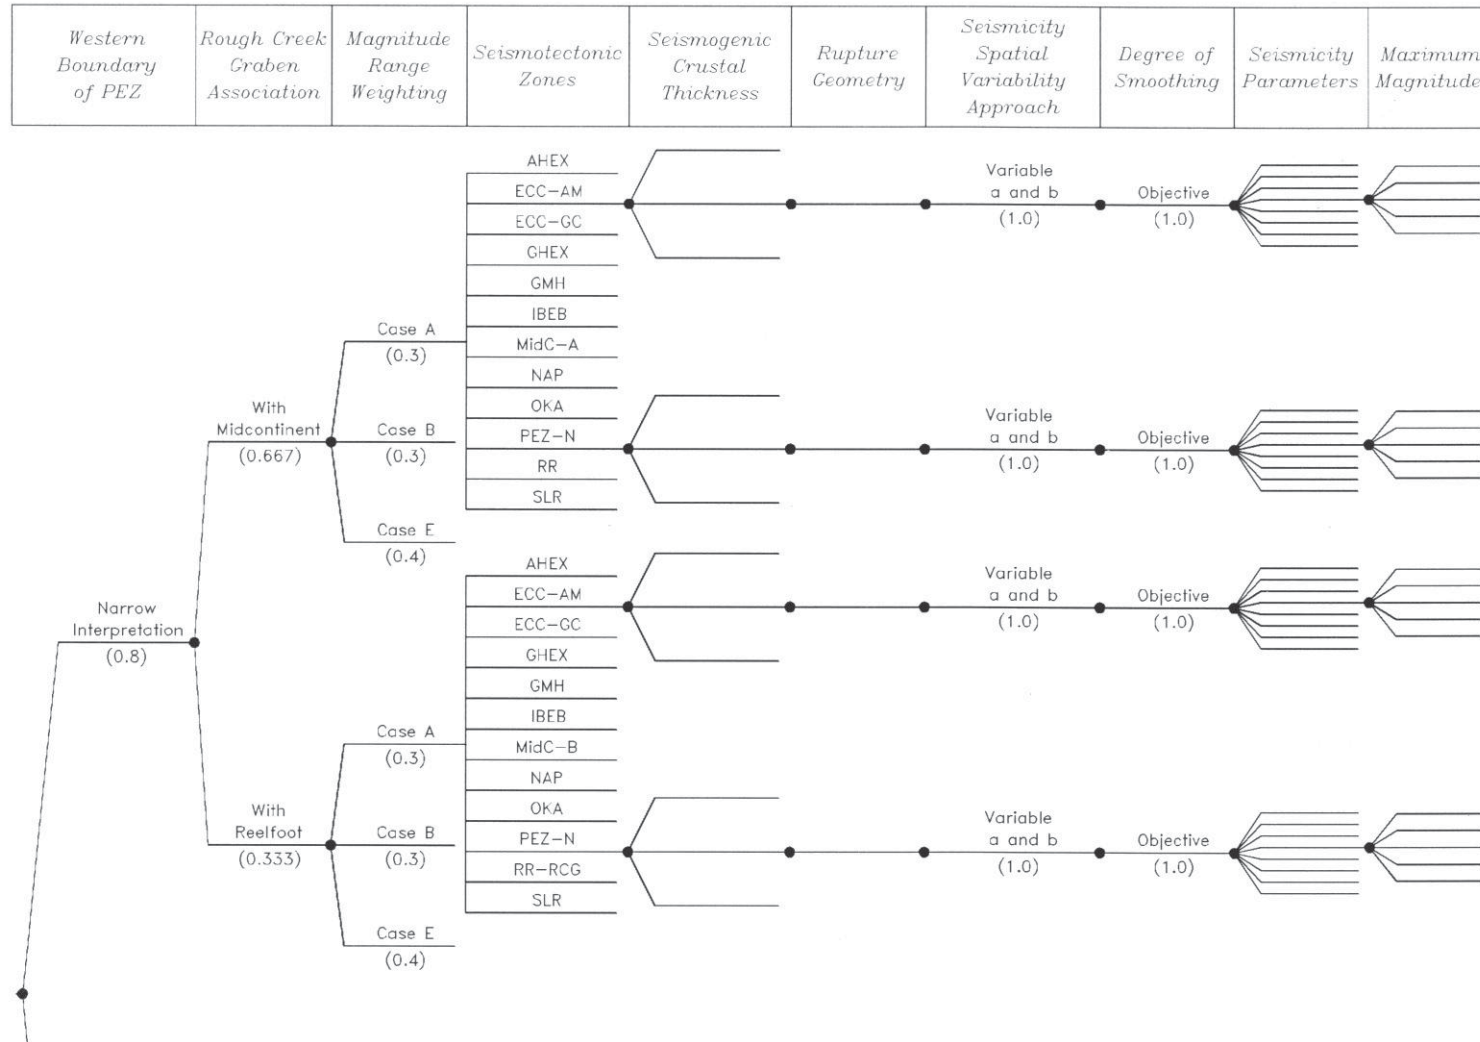 Western
Boundary
of PEZ
Rough Creek
Graben
Association
Magnitude
Range
Weighting
Seismotectonic
Zones
Seismogenic
Crustal
Thickness
Rupture
Geometry
Seismicity
Spatial
Variability
Approach
Degree of
Smoothing
Seismicity
Parameters
Maximum
Magnitude
Narrow
Interpretation
(0.8)
With
Midcontinent
(0.667)
Case A
(0.3)
Case B
(0.3)
Case E
(0.4)
AHEX
ECC-AM
ECC-GC
GHEX
GMH
IBEB
MidC-A
NAP
OKA
PEZ-N
RR
SLR
Variable
a and b
(1.0)
Objective
(1.0)
Variable
a and b
(1.0)
Objective
(1.0)
With
Reelfoot
(0.333)
Case A
(0.3)
Case B
(0.3)
Case E
(0.4)
AHEX
ECC-AM
ECC-GC
GHEX
GMH
IBEB
MidC-B
NAP
OKA
PEZ-N
RR-RCG
SLR
Variable
a and b
(1.0)
Objective
(1.0)
Variable
a and b
(1.0)
Objective
(1.0)